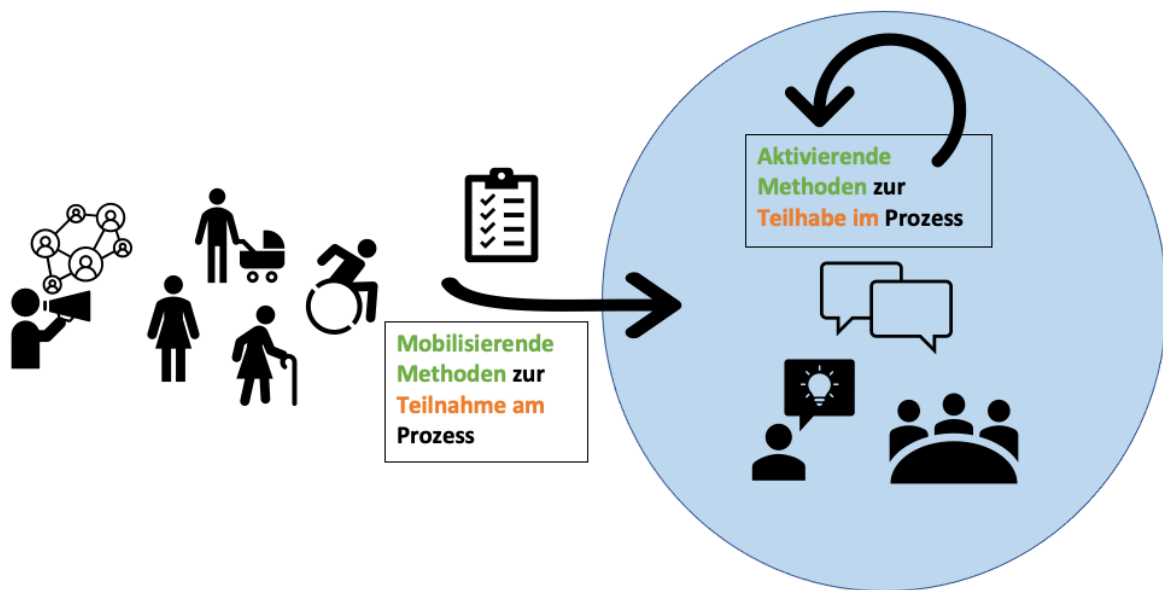 Mobilisierende
Methoden zur
Teilnahme am
Prozess
Aktivierende
Methoden zur
Teilhabe im Prozess